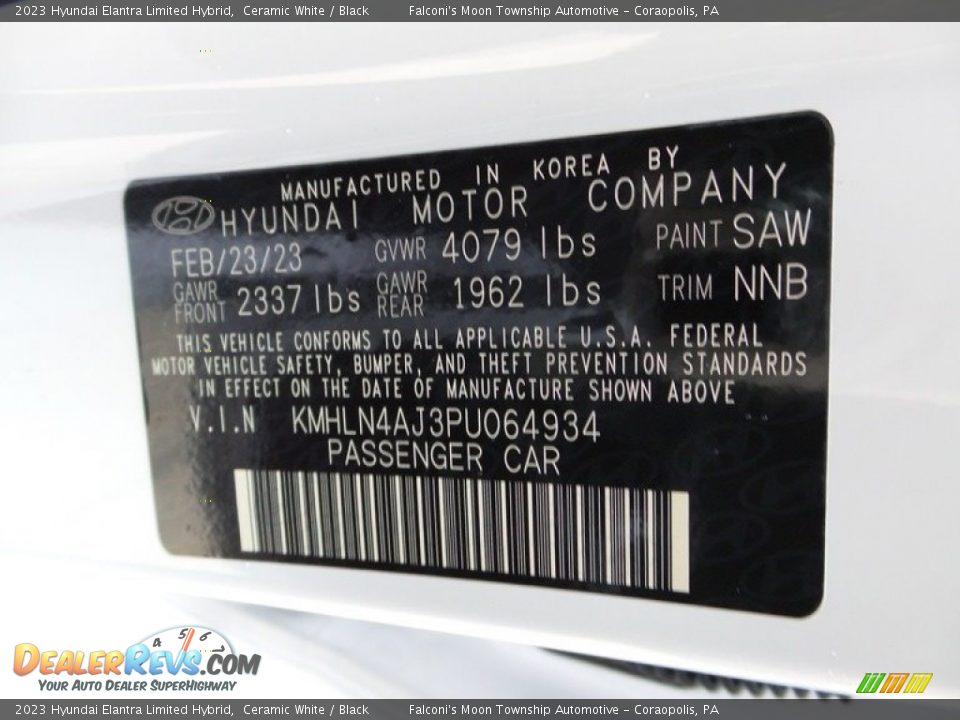 2023 Hyundai Elantra Limited Hybrid, Ceramic White / Black Falconi's Moon Township Automotive - Coraopolis, PA
MANUFACTURED IN KOREA BY
HYUNDAI MOTOR COMPANY
FEB/23/23 GVWR 4079 lbs PAINT SAW
GAWR FRONT 2337 lbs GAWR REAR 1962 lbs TRIM NNB
THIS VEHICLE CONFORMS TO ALL APPLICABLE U.S.A. FEDERAL
MOTOR VEHICLE SAFETY, BUMPER, AND THEFT PREVENTION STANDARDS
IN EFFECT ON THE DATE OF MANUFACTURE SHOWN ABOVE
V.I.N KMHLN4AJ3PU064934
PASSENGER CAR
4 5 6
DEALERREVS.COM
YOUR AUTO DEALER SUPERHIGHWAY
2023 Hyundai Elantra Limited Hybrid, Ceramic White / Black Falconi's Moon Township Automotive - Coraopolis, PA